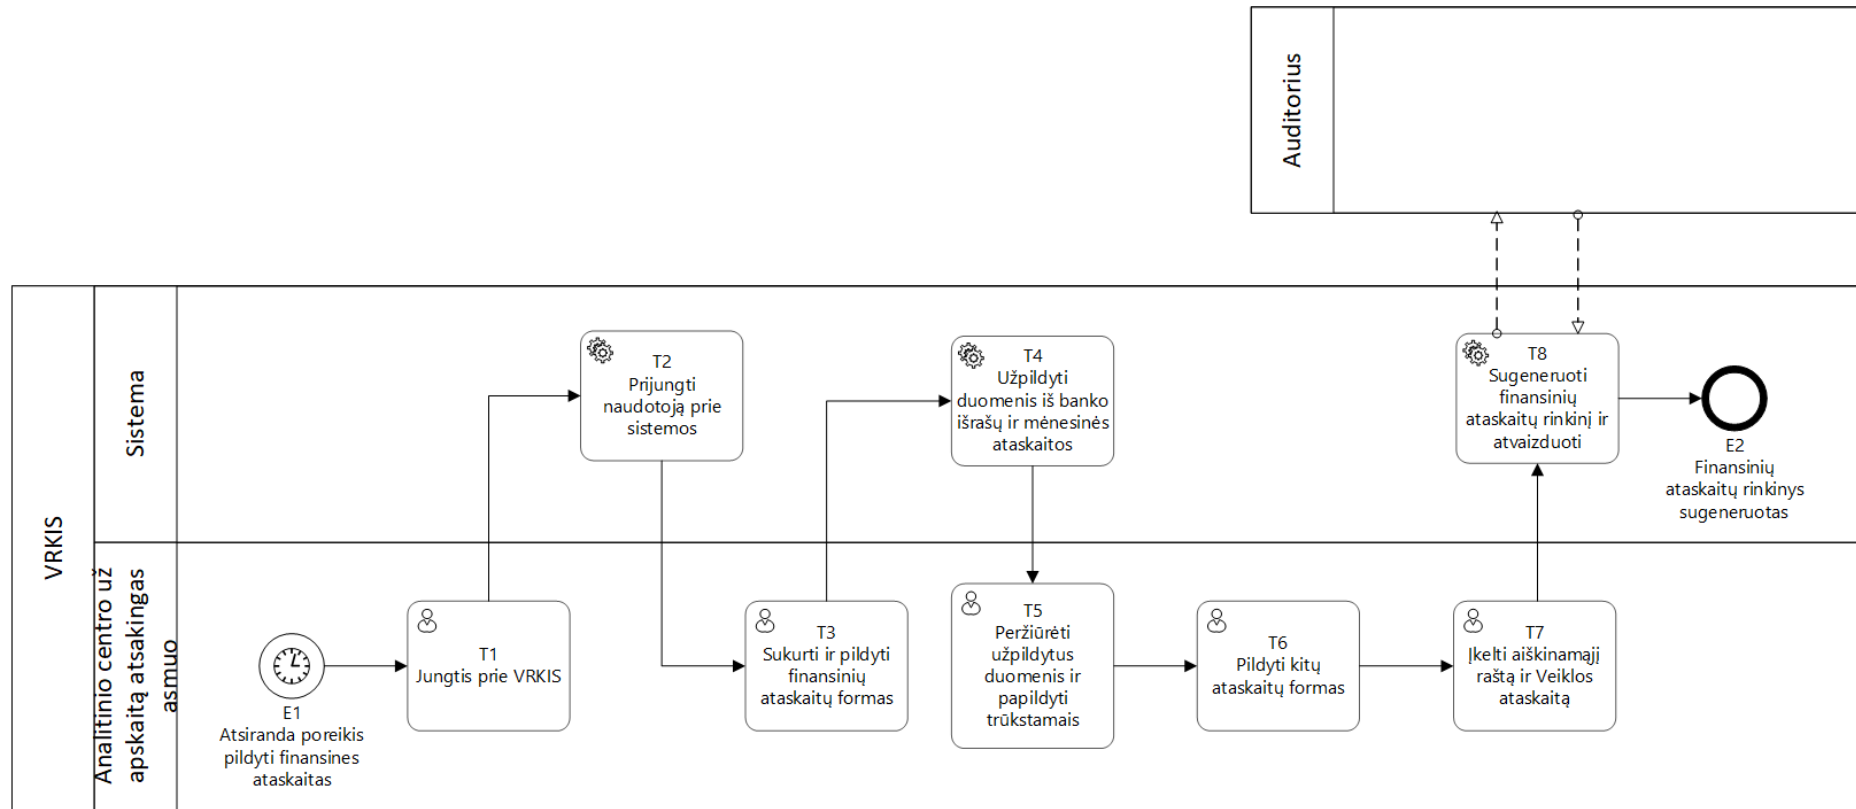 Auditorius
VRKIS
Sistema
T2
Prijungti
naudotoją prie
sistemos
T4
Užpildyti
duomenis iš banko
išrašų ir mėnesinės
ataskaitos
T8
Sugeneruoti
finansinių
ataskaitų rinkinį ir
atvaizduoti
E2
Finansinių
ataskaitų rinkinys
sugeneruotas
Analitinio centro už
apskaitą atsakingas
asmuo
E1
Atsiranda poreikis
pildyti finansines
ataskaitas
T1
Jungtis prie VRKIS
T3
Sukurti ir pildyti
finansinių
ataskaitų formas
T5
Peržiūrėti
užpildytus
duomenis ir
papildyti
trūkstamais
T6
Pildyti kitų
ataskaitų formas
T7
Įkelti aiškinamąjį
raštą ir Veiklos
ataskaitą